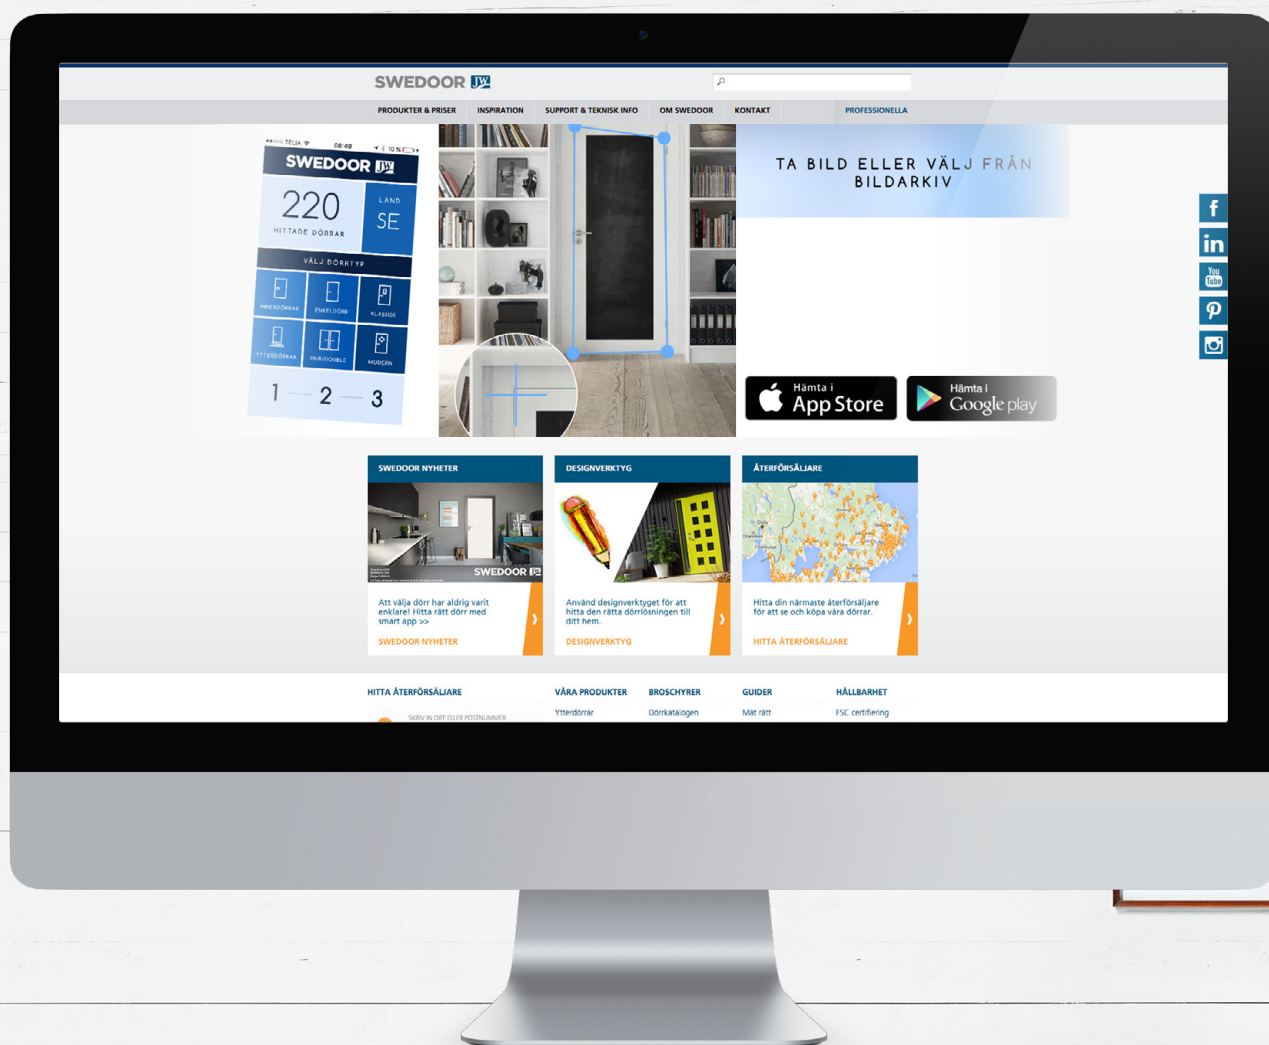 SWEDOOR JW
PRODUKTER & PRISER INSPIRATION SUPPORT & TEKNISK INFO OM SWEDOOR KONTAKT PROFESSIONELLA
TELIA 08:49 10 %
SWEDOOR JW
220
HITTADE DÖRRAR
LAND
SE
VÄLJ DÖRRTYP
INNERDÖRRAR ENKELDÖRR KLASSISK
YTTERDÖRRAR PAR/DOUBLE MODERN
1 — 2 — 3
TA BILD ELLER VÄLJ FRÅN
BILDARKIV
Hämta i
App Store
Hämta i
Google play
f
in
You
Tube
SWEDOOR NYHETER
SWEDOOR JW
Att välja dörr har aldrig varit
enklare! Hitta rätt dörr med
smart app >>
SWEDOOR NYHETER
DESIGNVERKTYG
Använd designverktyget för att
hitta den rätta dörrlösningen till
ditt hem.
DESIGNVERKTYG
ÅTERFÖRSÄLJARE
Hitta din närmaste återförsäljare
för att se och köpa våra dörrar.
HITTA ÅTERFÖRSÄLJARE
HITTA ÅTERFÖRSÄLJARE VÅRA PRODUKTER BROSCHYRER GUIDER HÅLLBARHET
SKRIV IN ORT ELLER POSTNUMMER Ytterdörrar Dörrkatalogen Mät rätt FSC certifiering